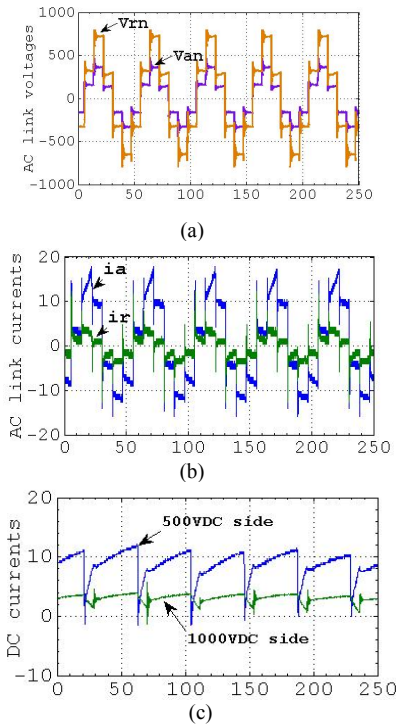 1000
500
0
-500
-1000
AC link voltages
Vrn
Van
0 50 100 150 200 250
(a)
20
10
0
-10
-20
AC link currents
ia
ir
0 50 100 150 200 250
(b)
20
10
0
-10
DC currents
500VDC side
1000VDC side
0 50 100 150 200 250
(c)